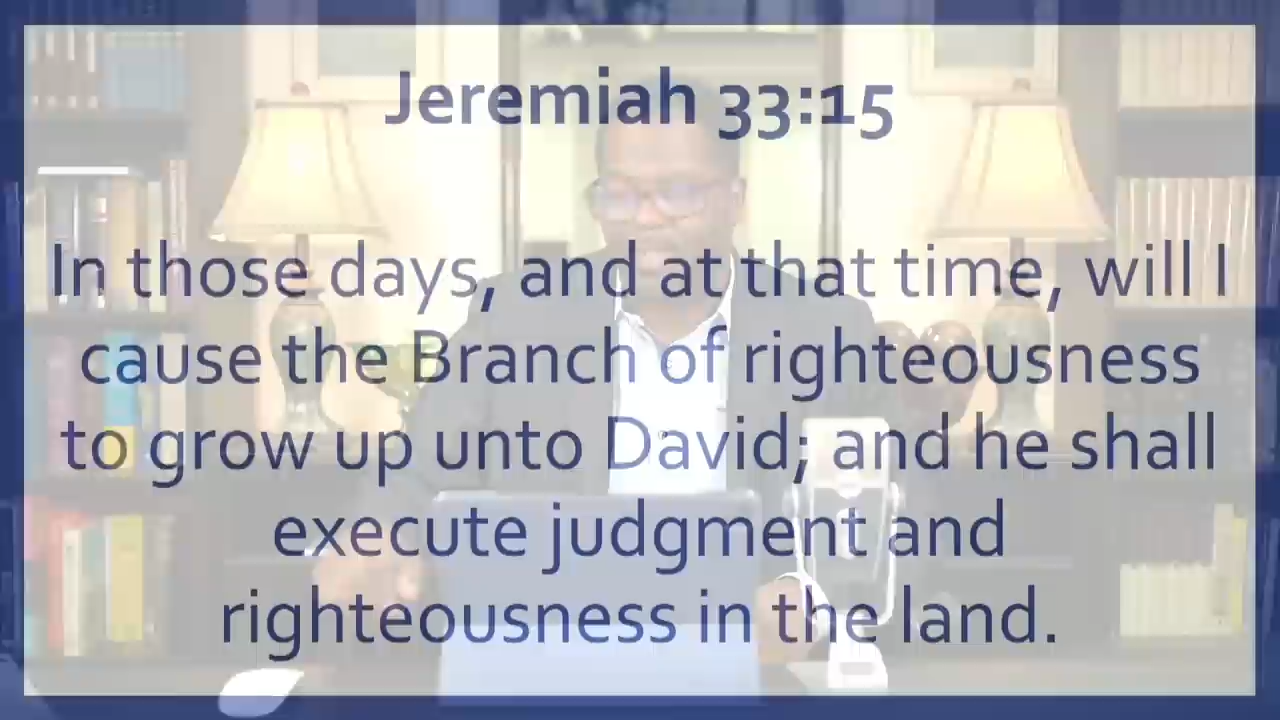 Jeremiah 33:15
In those days, and at that time, will I
cause the Branch of righteousness
to grow up unto David; and he shall
execute judgment and
righteousness in the land.